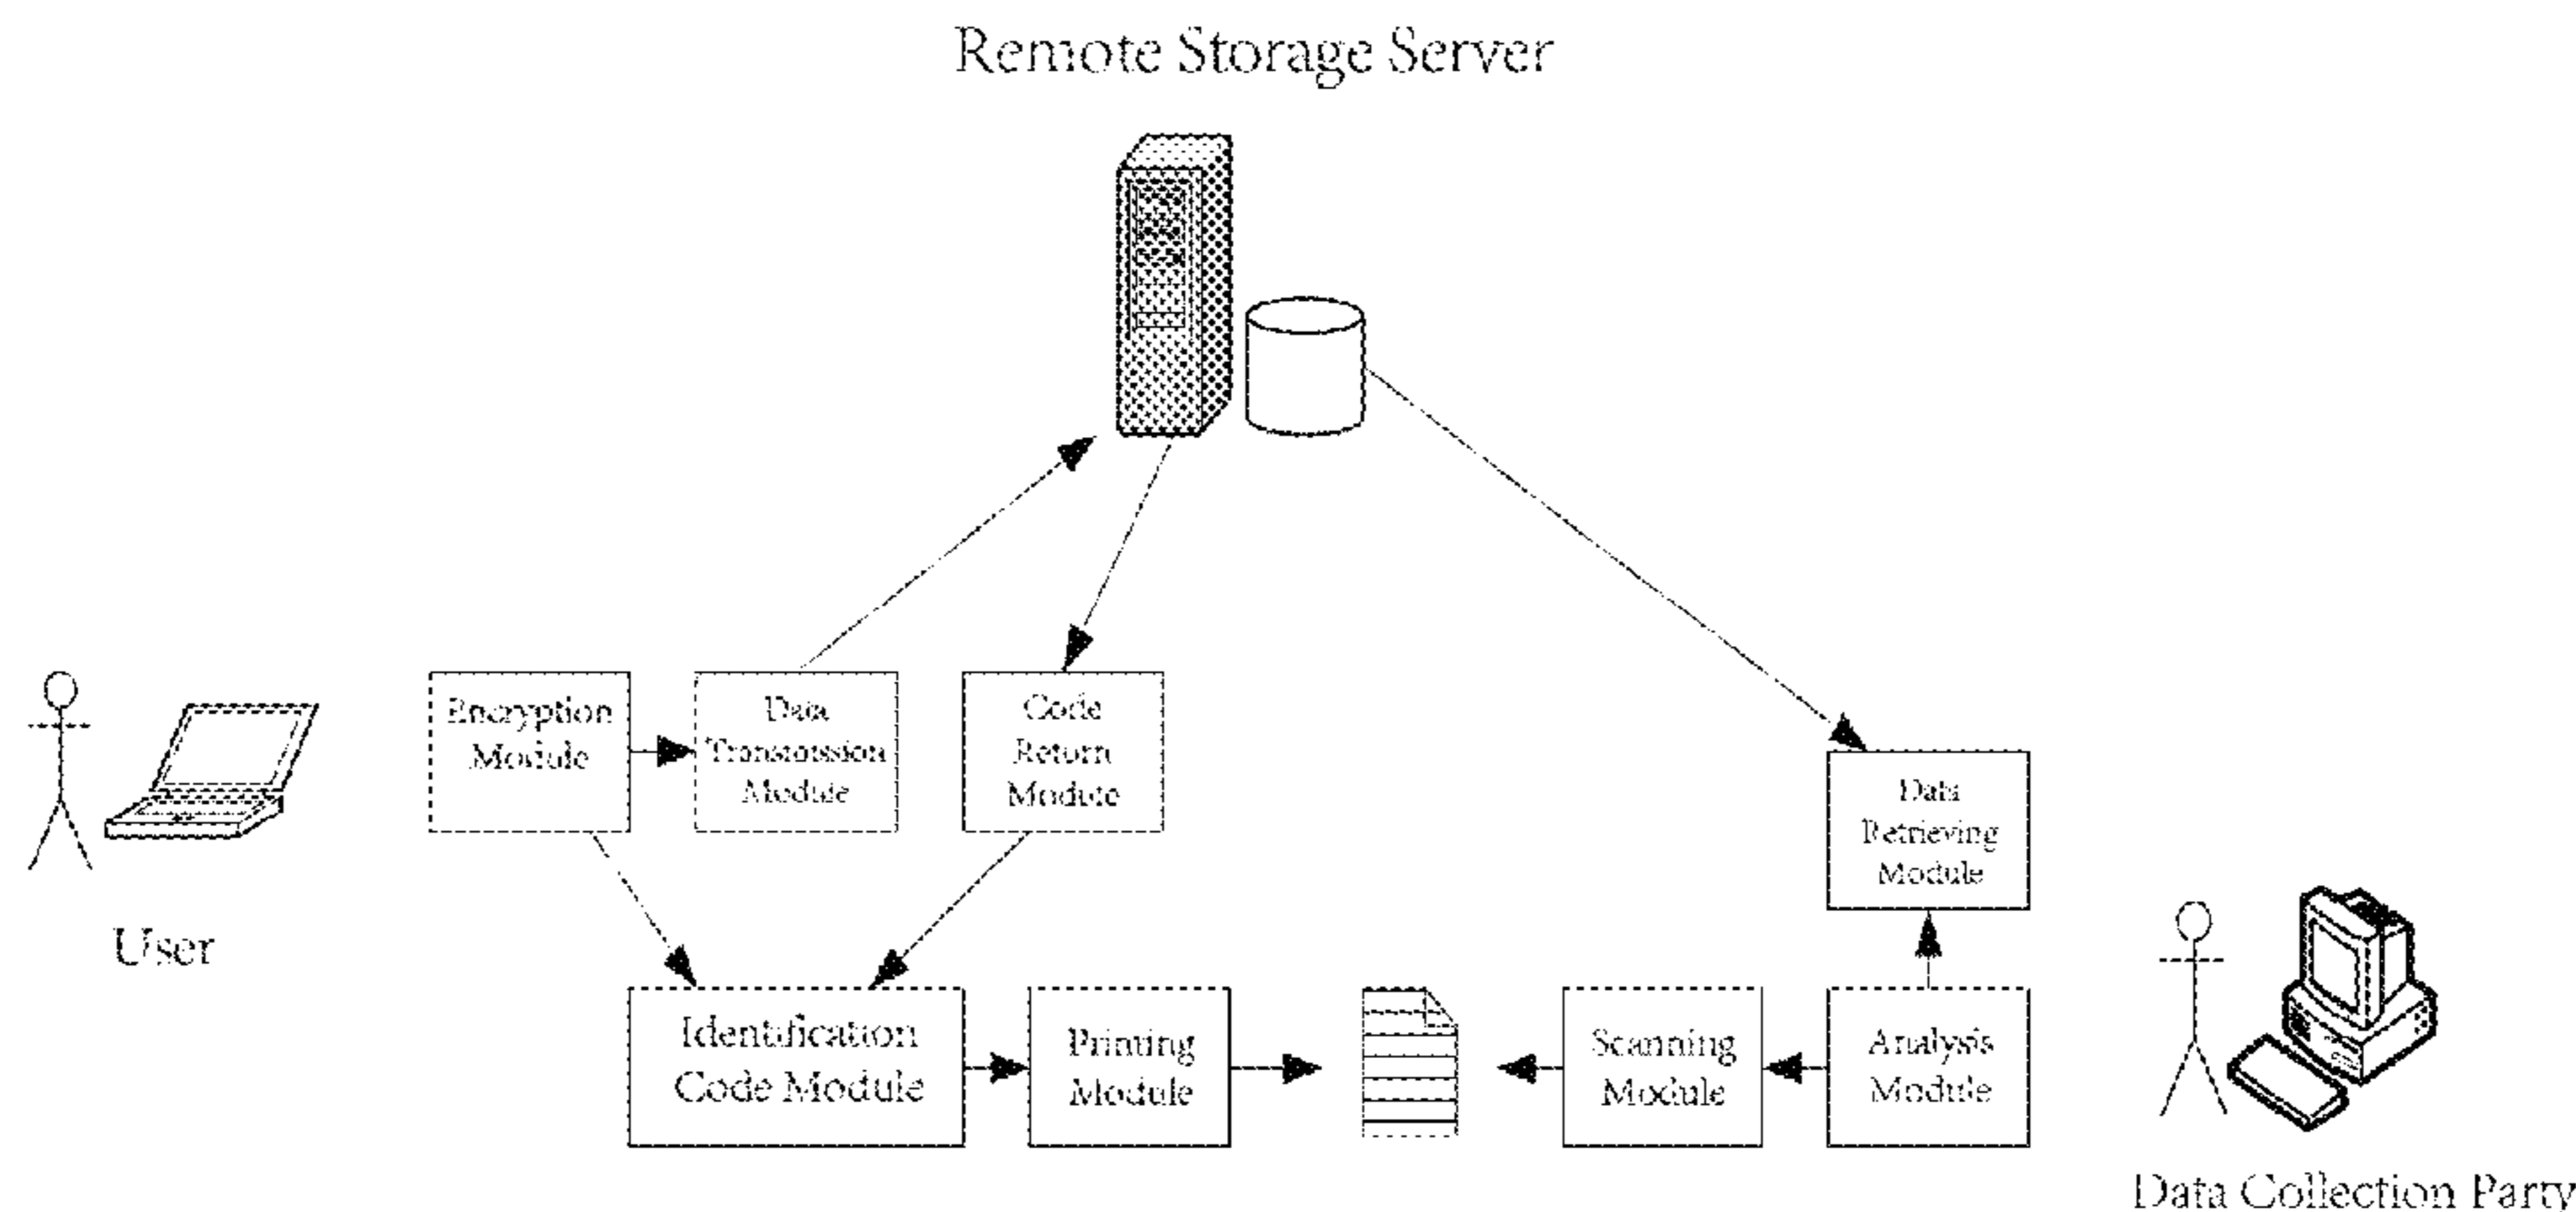 Remote Storage Server
Encryption
Module
Data
Transmission
Module
Code
Return
Module
Data
Retrieving
Module
User
Identification
Code Module
Printing
Module
Scanning
Module
Analysis
Module
Data Collection Party